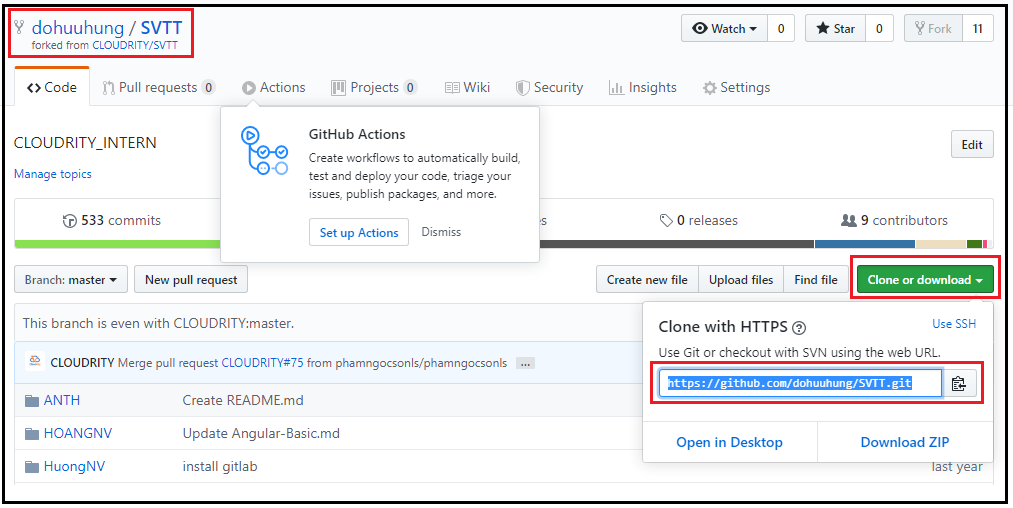 dohuuhung / SVTT
forked from CLOUDRITY/SVTT
Watch 0
Star 0
Fork 11
Code
Pull requests 0
Actions
Projects 0
Wiki
Security
Insights
Settings
GitHub Actions
Create workflows to automatically build,
test and deploy your code, triage your
issues, publish packages, and more.
Set up Actions
Dismiss
CLOUDRITY_INTERN
Edit
Manage topics
533 commits
0 releases
9 contributors
Branch: master
New pull request
Create new file
Upload files
Find file
Clone or download
This branch is even with CLOUDRITY:master.
CLOUDRITY Merge pull request CLOUDRITY#75 from phamngocsonls/phamngocsonls ...
ANTH
Create README.md
HOANGNV
Update Angular-Basic.md
HuongNV
install gitlab
last year
Clone with HTTPS ?
Use SSH
Use Git or checkout with SVN using the web URL.
https://github.com/dohuuhung/SVTT.git
Open in Desktop
Download ZIP